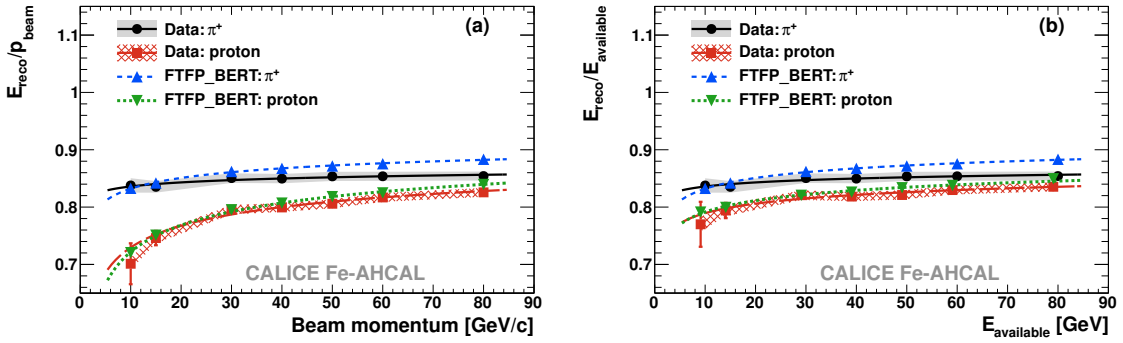 E_reco/p_beam
1.1
1
0.9
0.8
0.7
(a)
Data: π⁺
Data: proton
FTFP_BERT: π⁺
FTFP_BERT: proton
CALICE Fe-AHCAL
0 10 20 30 40 50 60 70 80 90
Beam momentum [GeV/c]
E_reco/E_available
1.1
1
0.9
0.8
0.7
(b)
Data: π⁺
Data: proton
FTFP_BERT: π⁺
FTFP_BERT: proton
CALICE Fe-AHCAL
0 10 20 30 40 50 60 70 80 90
E_available [GeV]